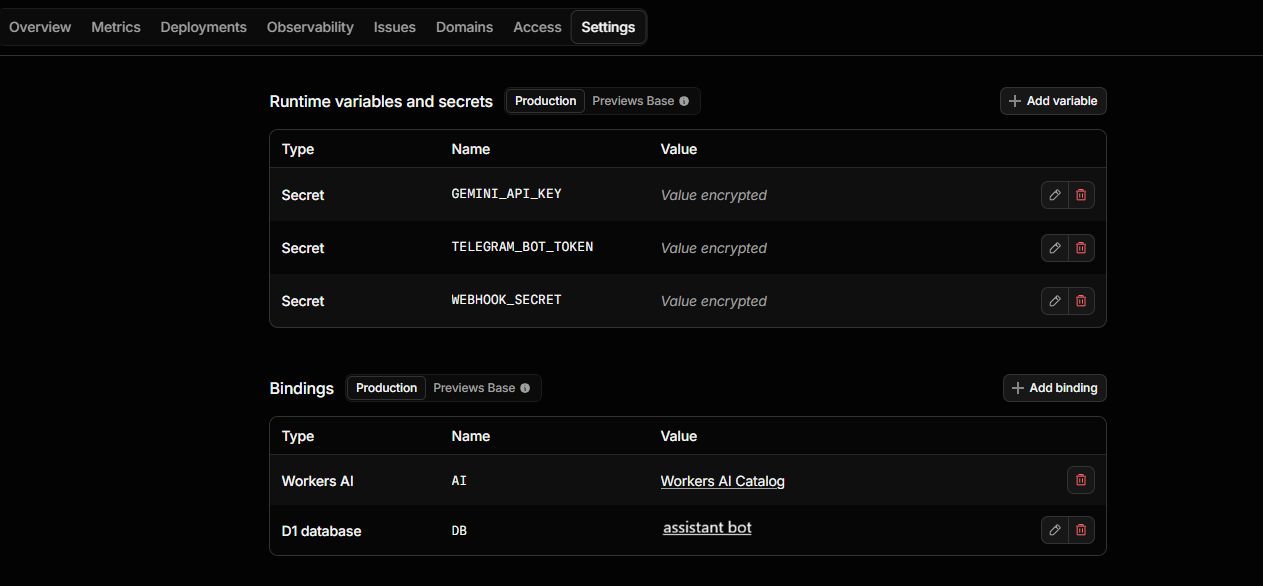 Overview Metrics Deployments Observability Issues Domains Access Settings
Runtime variables and secrets Production Previews Base Add variable
Type Name Value
Secret GEMINI_API_KEY Value encrypted
Secret TELEGRAM_BOT_TOKEN Value encrypted
Secret WEBHOOK_SECRET Value encrypted
Bindings Production Previews Base Add binding
Type Name Value
Workers AI AI Workers AI Catalog
D1 database DB assistant bot